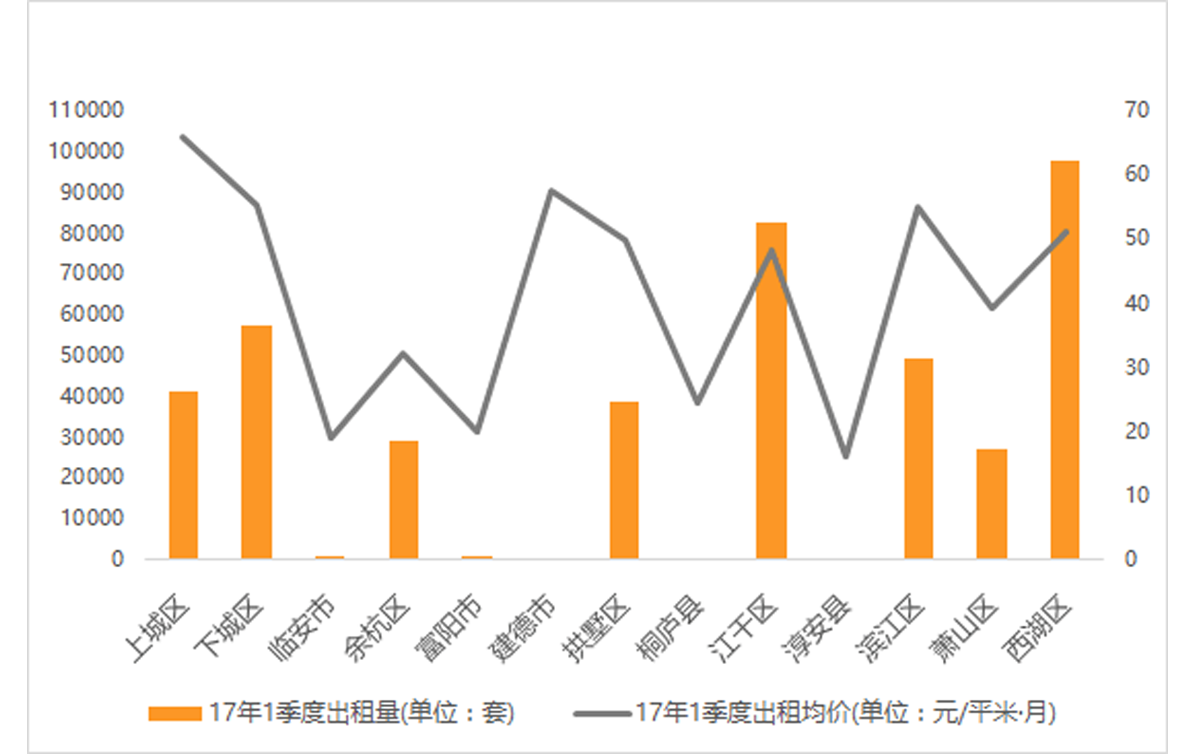 110000
100000
90000
80000
70000
60000
50000
40000
30000
20000
10000
0
70
60
50
40
30
20
10
0
上城区
下城区
临安市
余杭区
富阳市
建德市
拱墅区
桐庐县
江干区
淳安县
滨江区
萧山区
西湖区
17年1季度出租量(单位：套)
17年1季度出租均价(单位：元/平米·月)